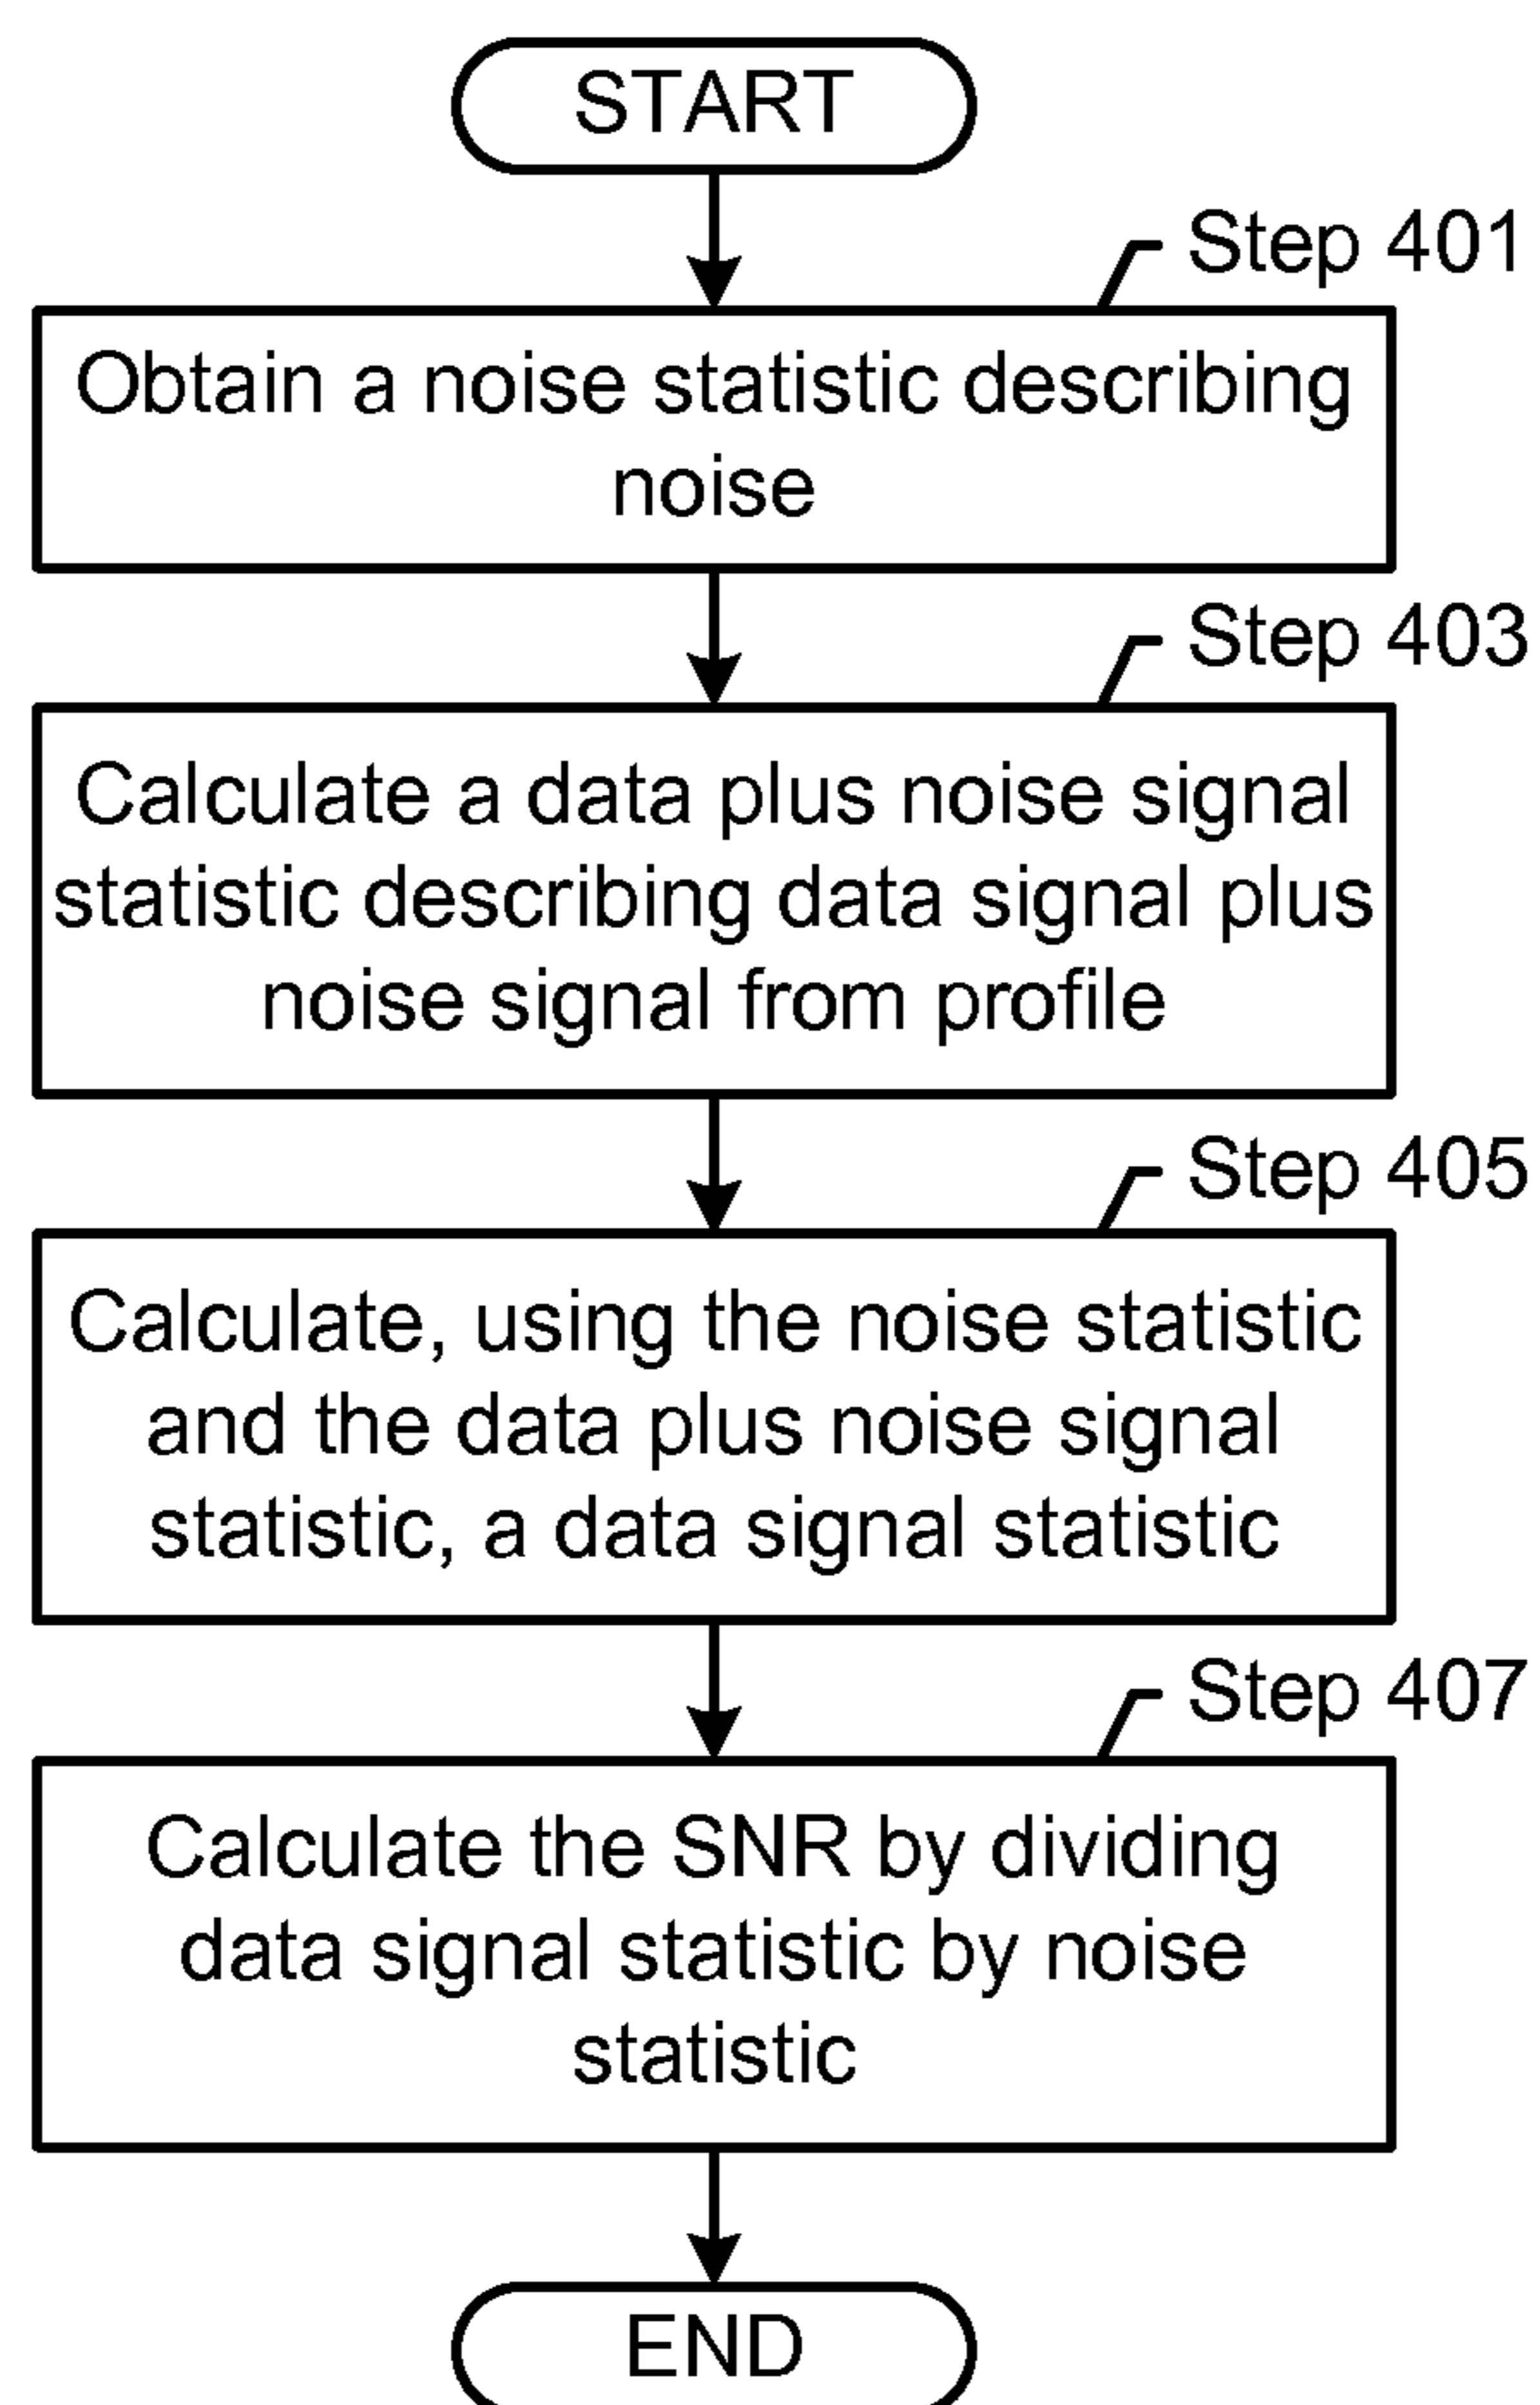 START
Step 401
Obtain a noise statistic describing
noise
Step 403
Calculate a data plus noise signal
statistic describing data signal plus
noise signal from profile
Step 405
Calculate, using the noise statistic
and the data plus noise signal
statistic, a data signal statistic
Step 407
Calculate the SNR by dividing
data signal statistic by noise
statistic
END